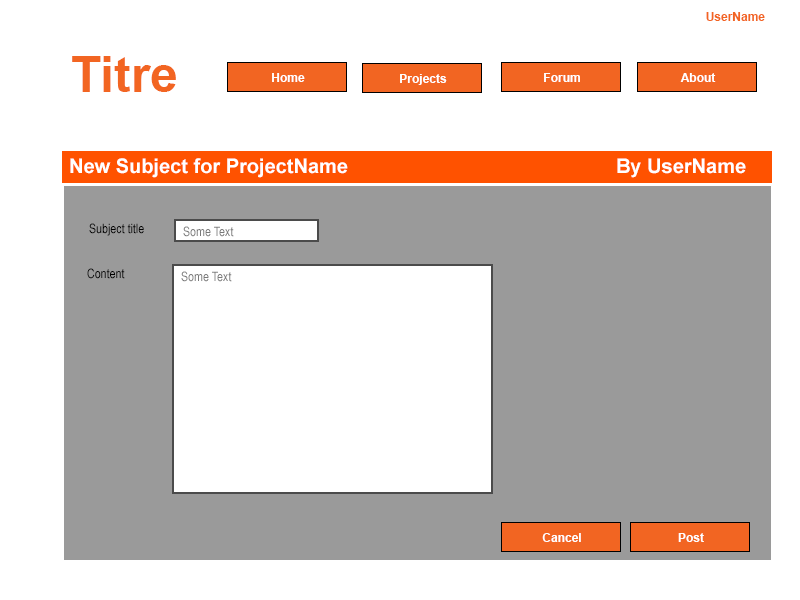 UserName
Titre
Home
Projects
Forum
About
New Subject for ProjectName
By UserName
Subject title
Some Text
Content
Some Text
Cancel
Post